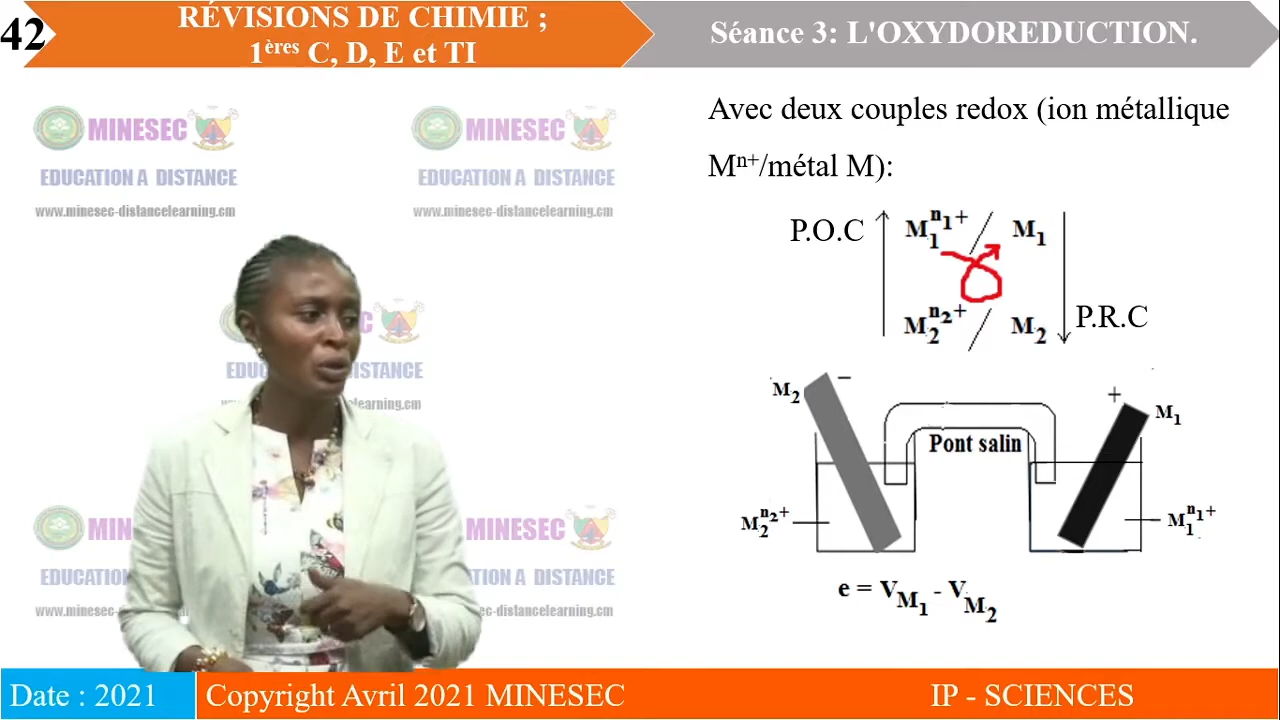 42
RÉVISIONS DE CHIMIE ;
1ères C, D, E et TI
Séance 3: L'OXYDOREDUCTION.
MINESEC
EDUCATION A DISTANCE
www.minesec-distancelearning.cm
MINESEC
EDUCATION A DISTANCE
www.minesec-distancelearning.cm
Avec deux couples redox (ion métallique
Mn+/métal M):
P.O.C
M1n1+ / M1
M2n2+ / M2
P.R.C
M2 −
+ M1
Pont salin
M2n2+
M1n1+
e = VM1 - VM2
MINESEC
Date : 2021
Copyright Avril 2021 MINESEC
IP - SCIENCES